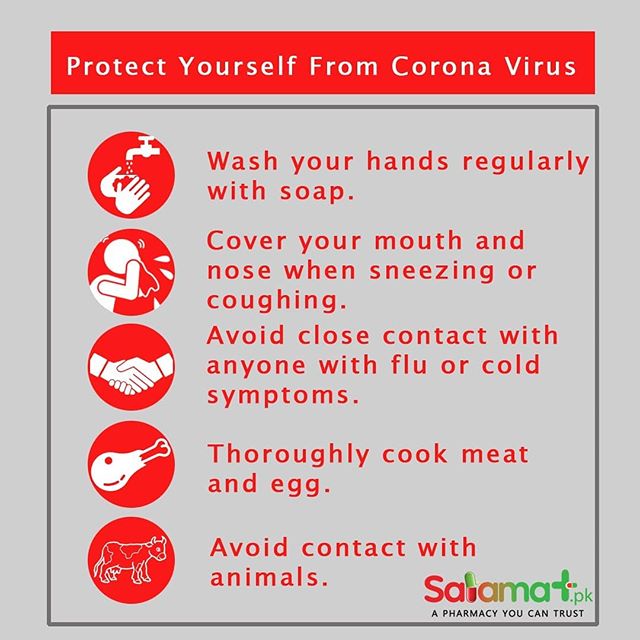 Protect Yourself From Corona Virus
Wash your hands regularly
with soap.
Cover your mouth and
nose when sneezing or
coughing.
Avoid close contact with
anyone with flu or cold
symptoms.
Thoroughly cook meat
and egg.
Avoid contact with
animals.
Salamat.pk
A PHARMACY YOU CAN TRUST